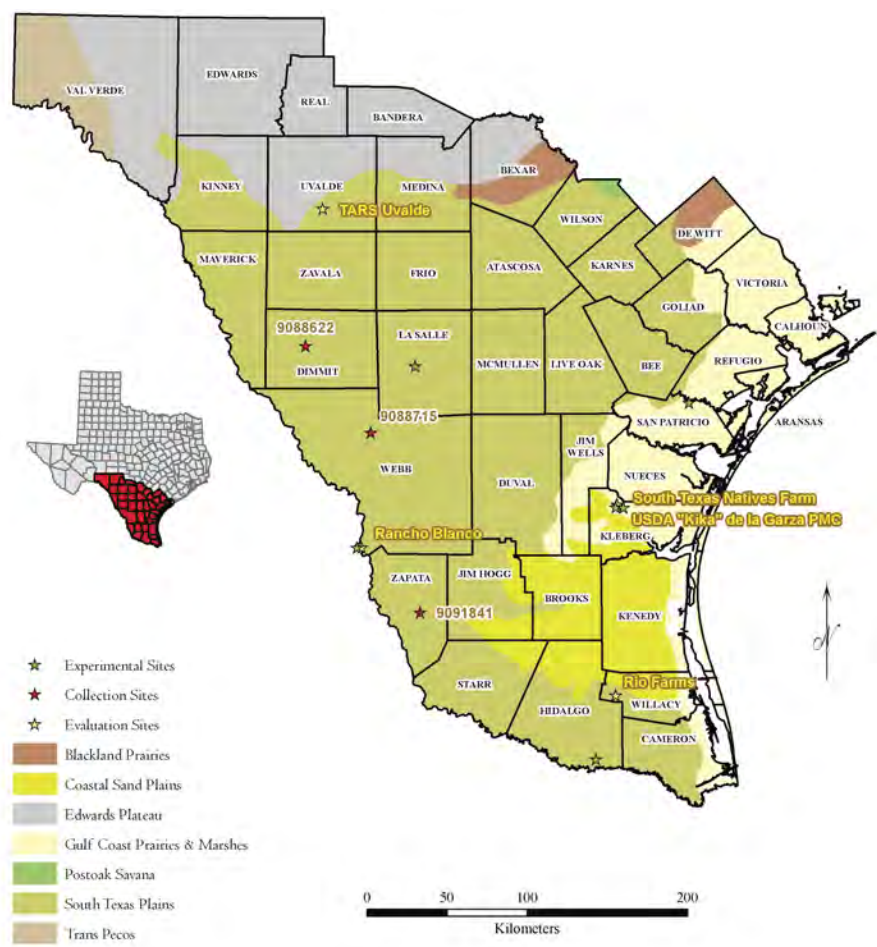 EDWARDS
VAL VERDE
REAL
BANDERA
BEXAR
KINNEY
UVALDE
MEDINA
TARS Uvalde
WILSON
DE WITT
MAVERICK
ZAVALA
FRIO
ATASCOSA
KARNES
VICTORIA
GOLIAD
CALHOUN
9088622
LA SALLE
DIMMIT
MCMULLEN
LIVE OAK
BEE
REFUGIO
9088715
SAN PATRICIO
ARANSAS
WEBB
JIM
WELLS
DUVAL
NUECES
South Texas Natives Farm
USDA "Kika" de la Garza PMC
KLEBERG
Rancho Blanco
ZAPATA
JIM HOGG
BROOKS
KENEDY
9091841
STARR
Rio Farms
WILLACY
HIDALGO
CAMERON
Experimental Sites
Collection Sites
Evaluation Sites
Blackland Prairies
Coastal Sand Plains
Edwards Plateau
Gulf Coast Prairies & Marshes
Postoak Savana
South Texas Plains
Trans Pecos
0 50 100 200
Kilometers